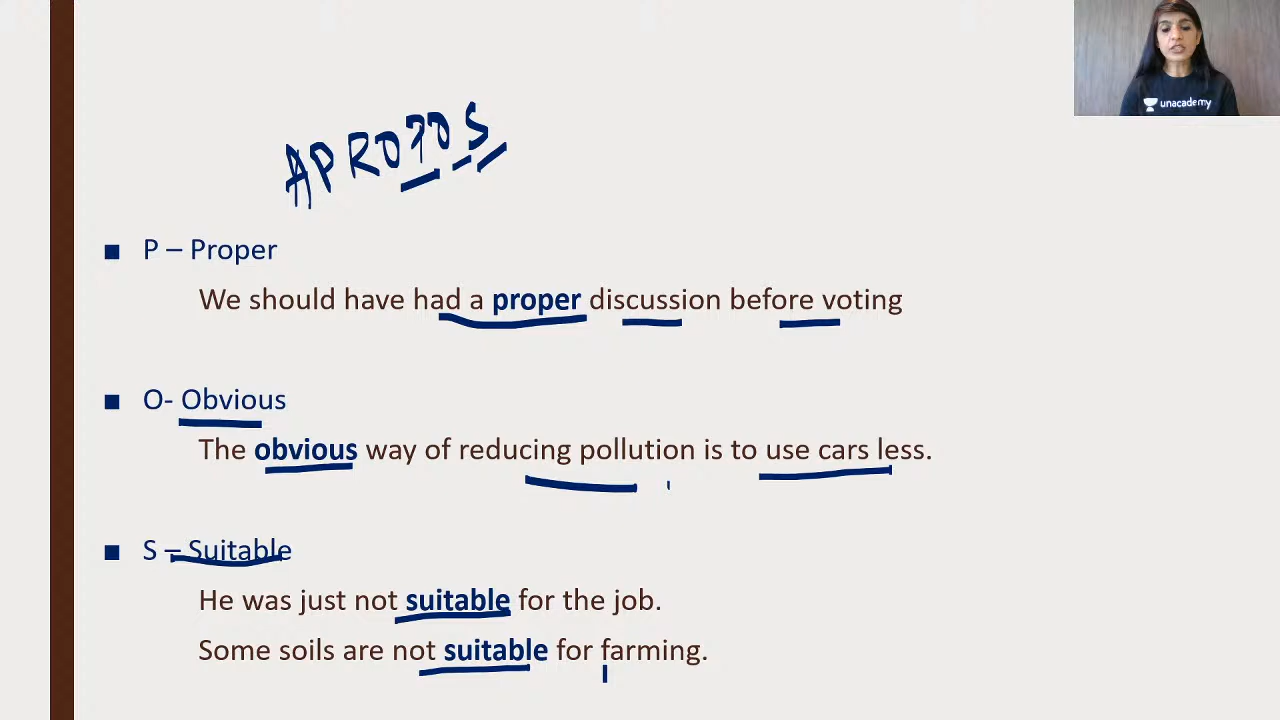 unacademy
APROPOS
P – Proper
We should have had a proper discussion before voting
O- Obvious
The obvious way of reducing pollution is to use cars less.
S – Suitable
He was just not suitable for the job.
Some soils are not suitable for farming.